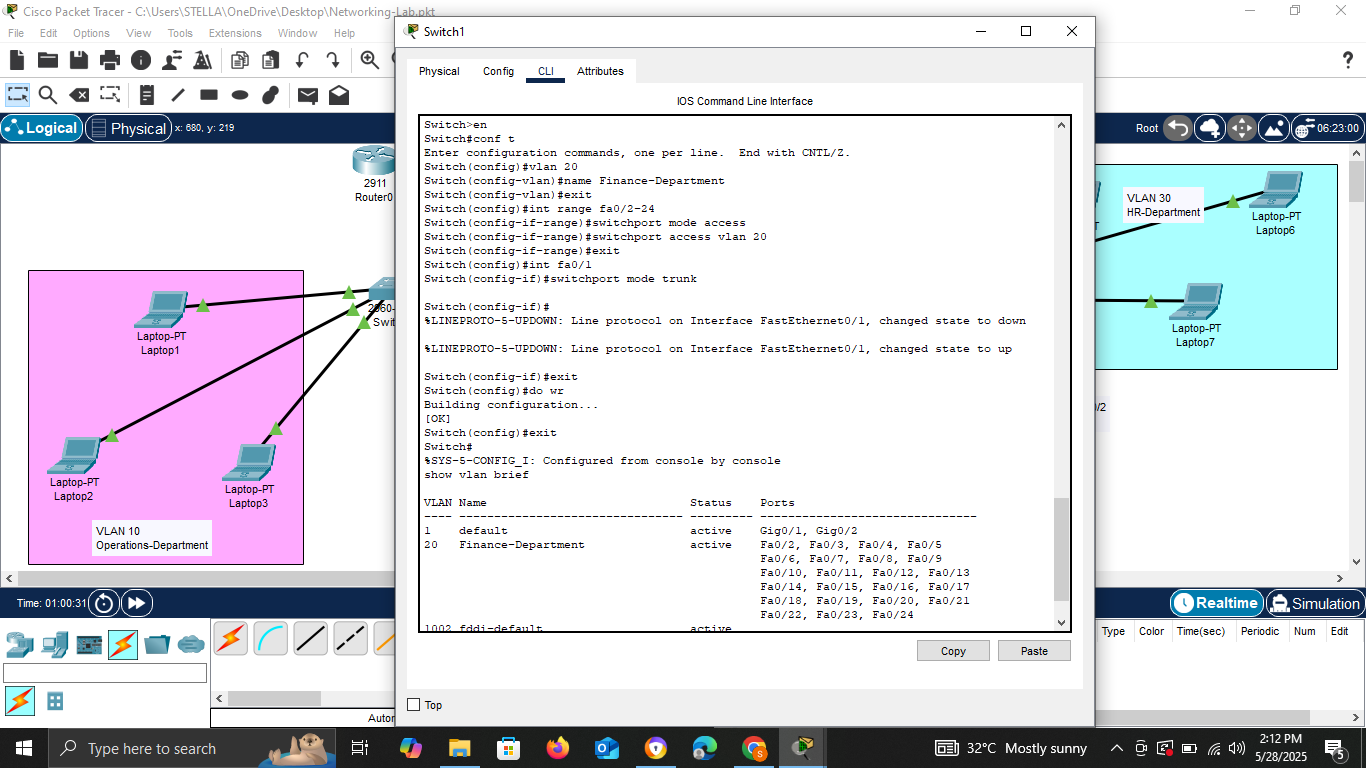 Cisco Packet Tracer - C:\Users\STELLA\OneDrive\Desktop\Networking-Lab.pkt
File Edit Options View Tools Extensions Window Help
Logical
Physical
x: 680, y: 219
Root
06:23:00
2911
Router0
Laptop-PT
Laptop1
Laptop-PT
Laptop2
Laptop-PT
Laptop3
VLAN 10
Operations-Department
VLAN 30
HR-Department
Laptop-PT
Laptop6
Laptop-PT
Laptop7
Switch1
Physical Config CLI Attributes
IOS Command Line Interface
Switch>en
Switch#conf t
Enter configuration commands, one per line.  End with CNTL/Z.
Switch(config)#vlan 20
Switch(config-vlan)#name Finance-Department
Switch(config-vlan)#exit
Switch(config)#int range fa0/2-24
Switch(config-if-range)#switchport mode access
Switch(config-if-range)#switchport access vlan 20
Switch(config-if-range)#exit
Switch(config)#int fa0/1
Switch(config-if)#switchport mode trunk
Switch(config-if)#
%LINEPROTO-5-UPDOWN: Line protocol on Interface FastEthernet0/1, changed state to down
%LINEPROTO-5-UPDOWN: Line protocol on Interface FastEthernet0/1, changed state to up
Switch(config-if)#exit
Switch(config)#do wr
Building configuration...
[OK]
Switch(config)#exit
Switch#
%SYS-5-CONFIG_I: Configured from console by console
show vlan brief
VLAN Name Status Ports
---- -------------------------------- --------- -------------------------------
1 default active Gig0/1, Gig0/2
20 Finance-Department active Fa0/2, Fa0/3, Fa0/4, Fa0/5
Fa0/6, Fa0/7, Fa0/8, Fa0/9
Fa0/10, Fa0/11, Fa0/12, Fa0/13
Fa0/14, Fa0/15, Fa0/16, Fa0/17
Fa0/18, Fa0/19, Fa0/20, Fa0/21
Fa0/22, Fa0/23, Fa0/24
1002 fddi-default active
Copy Paste
Top
Time: 01:00:31
Realtime
Simulation
Type Color Time(sec) Periodic Num Edit
Type here to search
32°C Mostly sunny
2:12 PM
5/28/2025
5